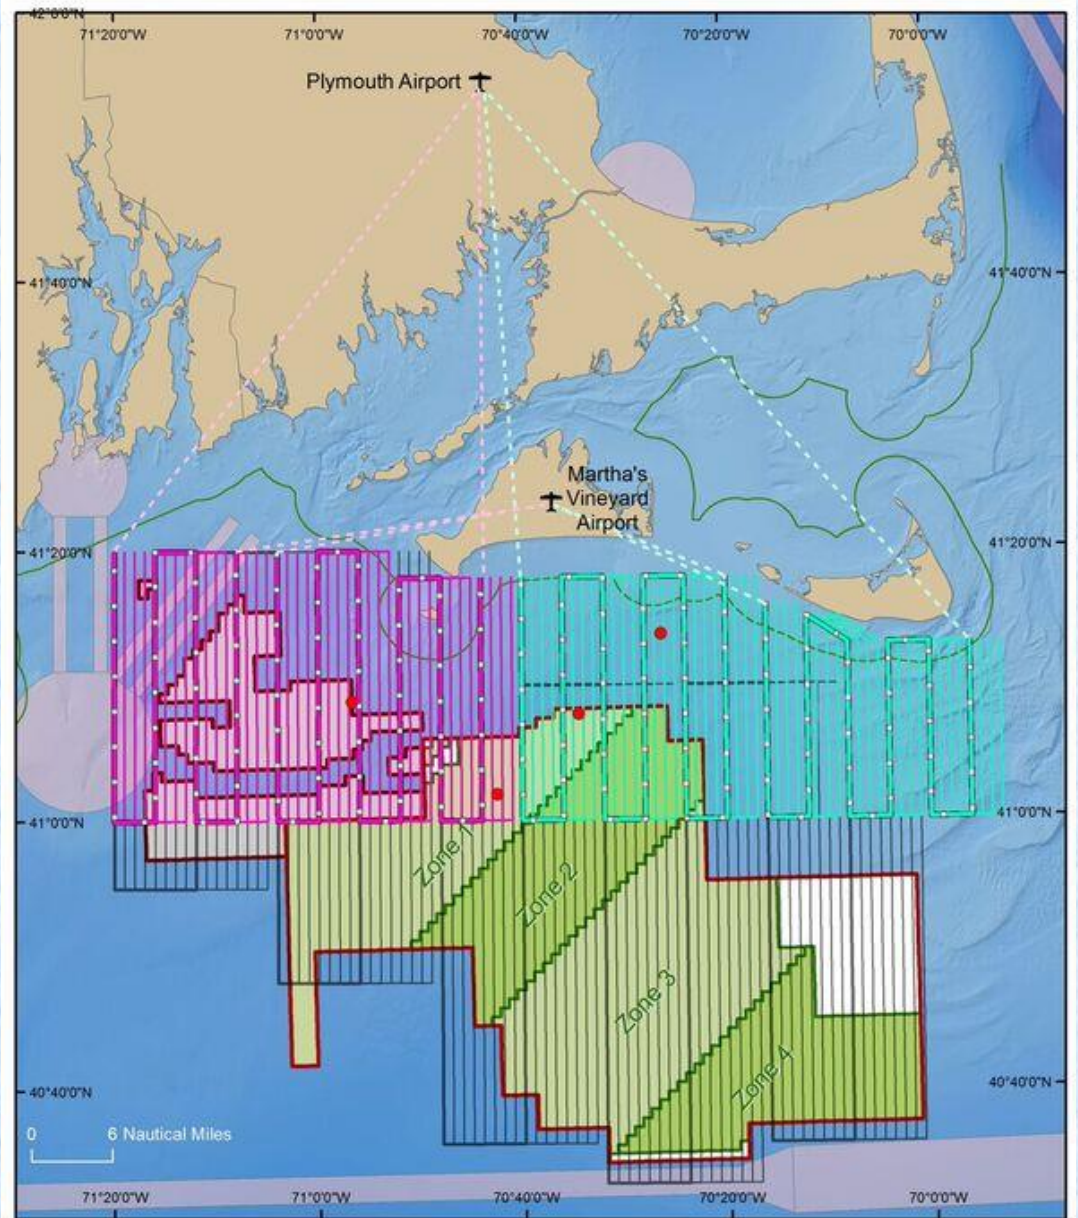 42°0'0"N
71°20'0"W 71°0'0"W 70°40'0"W 70°20'0"W 70°0'0"W
Plymouth Airport
41°40'0"N 41°40'0"N
Martha's
Vineyard
Airport
41°20'0"N 41°20'0"N
41°0'0"N 41°0'0"N
Zone 1
Zone 2
Zone 3
Zone 4
40°40'0"N 40°40'0"N
0 6 Nautical Miles
71°20'0"W 71°0'0"W 70°40'0"W 70°20'0"W 70°0'0"W